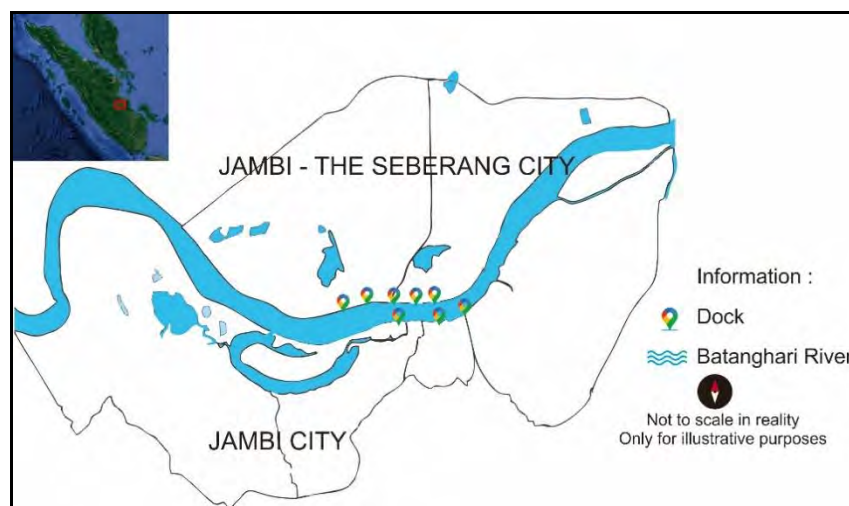 JAMBI - THE SEBERANG CITY
Information :
Dock
Batanghari River
Not to scale in reality
Only for illustrative purposes
JAMBI CITY